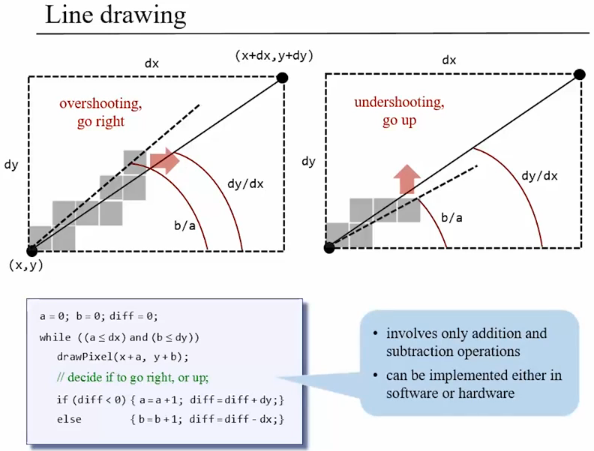 Line drawing
dx
(x+dx,y+dy)
overshooting,
go right
dy
dy/dx
b/a
(x,y)
dx
undershooting,
go up
dy
dy/dx
b/a
a = 0; b = 0; diff = 0;
while ((a ≤ dx) and (b ≤ dy))
drawPixel(x+a, y+b);
// decide if to go right, or up;
if (diff < 0) { a = a + 1; diff = diff + dy;}
else {b = b + 1; diff = diff - dx;}
• involves only addition and
subtraction operations
• can be implemented either in
software or hardware